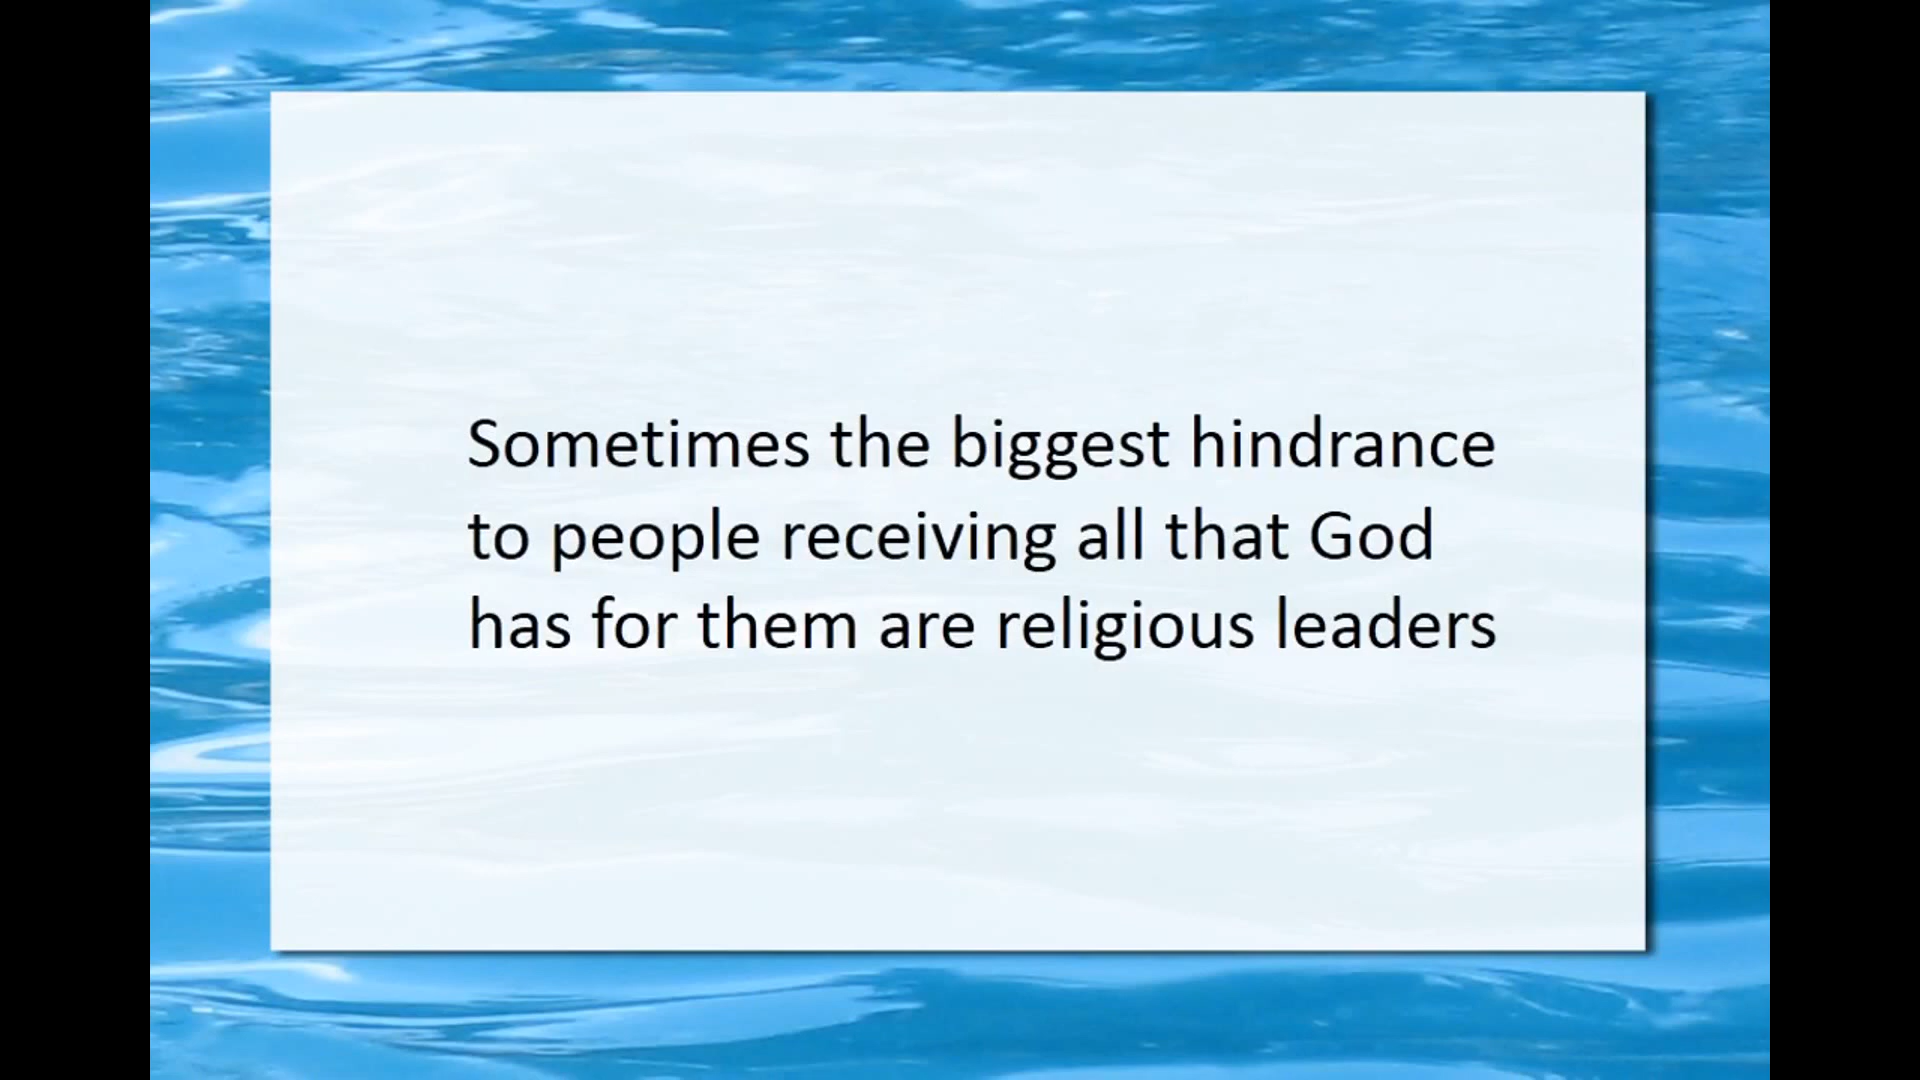 Sometimes the biggest hindrance
to people receiving all that God
has for them are religious leaders